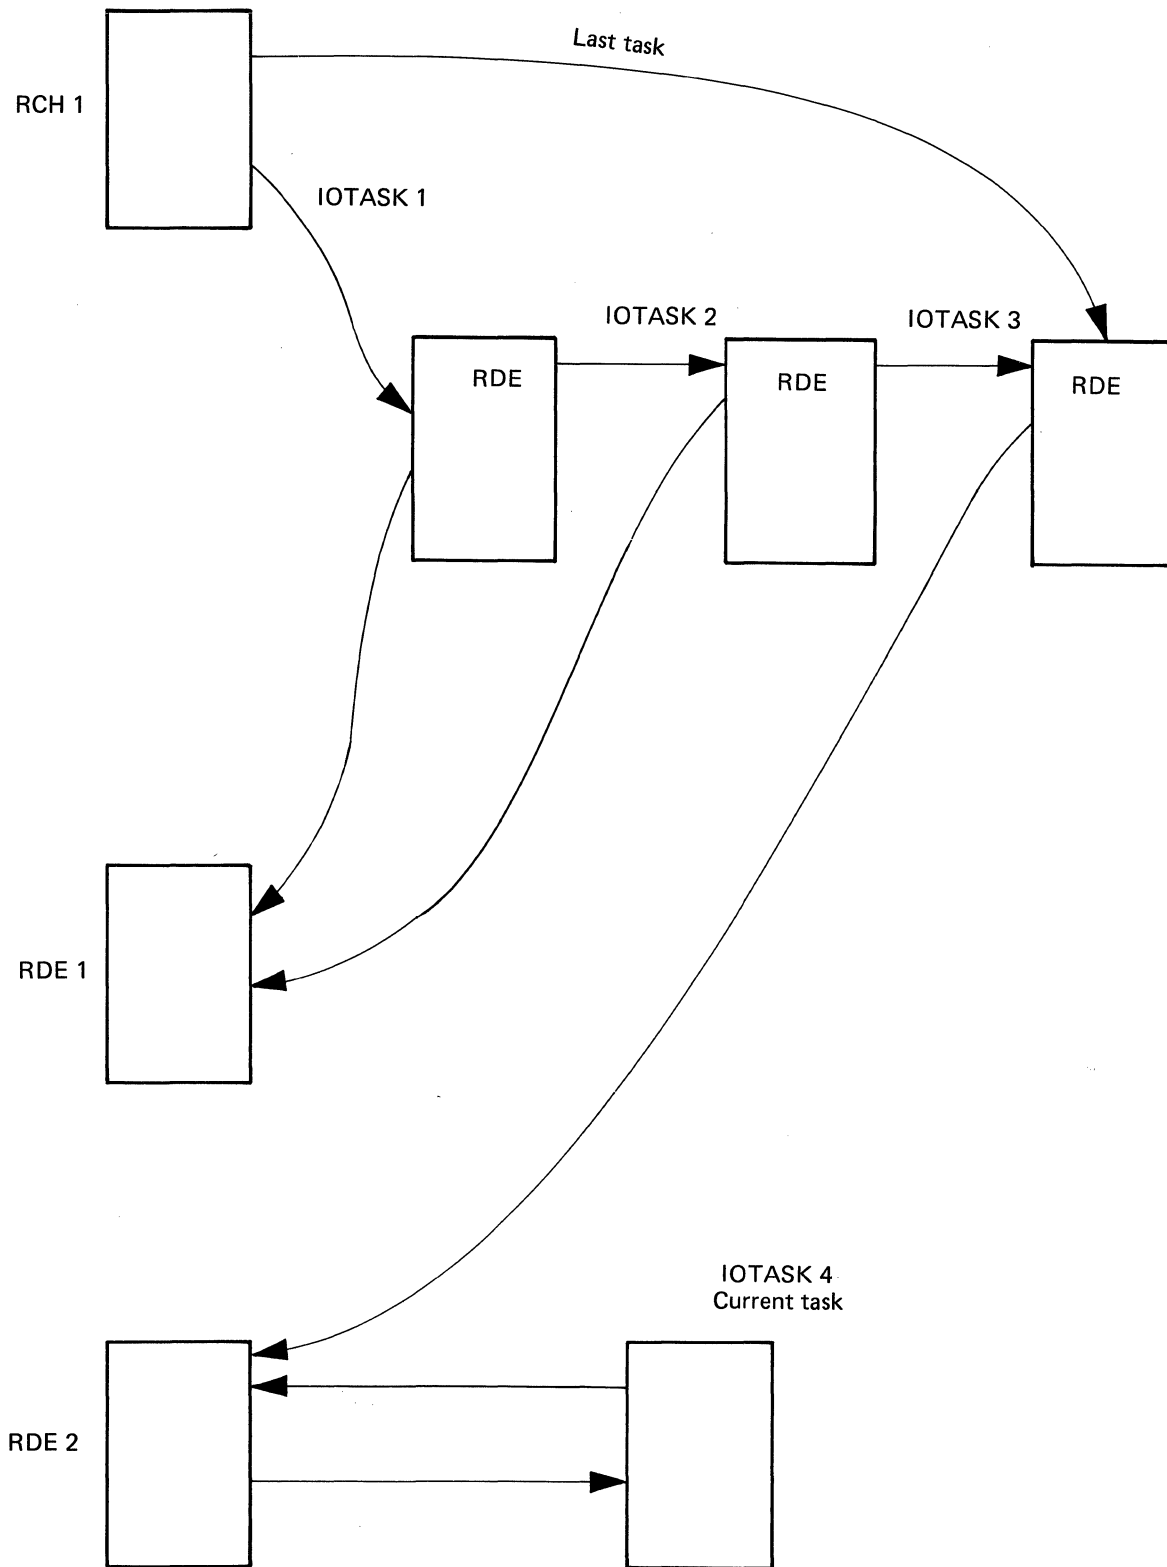 Last task
RCH 1
IOTASK 1
IOTASK 2
IOTASK 3
RDE
RDE
RDE
RDE 1
IOTASK 4
Current task
RDE 2